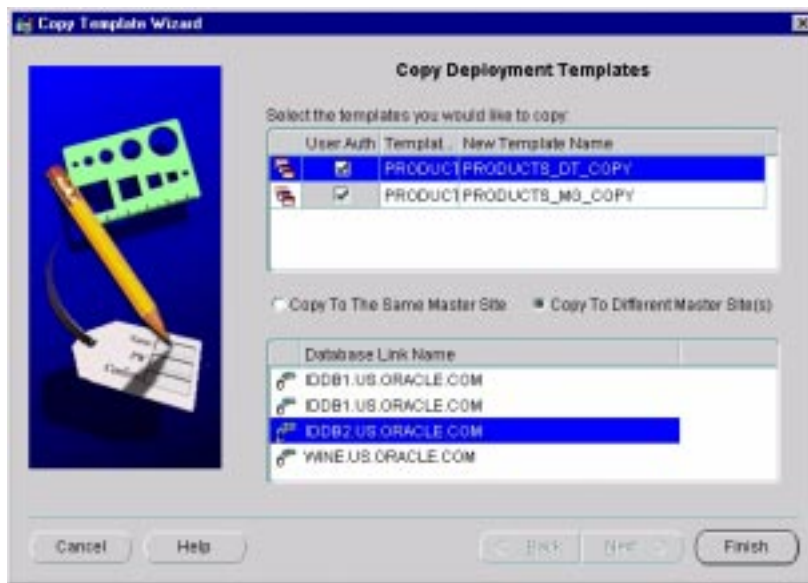 Copy Template Wizard
Copy Deployment Templates
Select the templates you would like to copy:
User Auth Templat... New Template Name
PRODUCT PRODUCTS_DT_COPY
PRODUCT PRODUCTS_MG_COPY
Copy To The Same Master Site Copy To Different Master Site(s)
Database Link Name
IDDB1.US.ORACLE.COM
IDDB1.US.ORACLE.COM
IDDB2.US.ORACLE.COM
WINE.US.ORACLE.COM
Cancel Help Back Next Finish